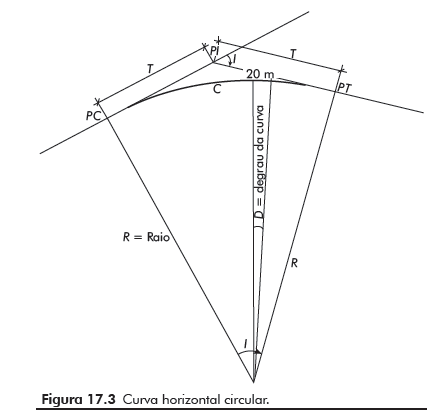 PI
I
T
T
20 m
C
PC
PT
D = degrau da curva
R = Raio
R
I
Figura 17.3 Curva horizontal circular.